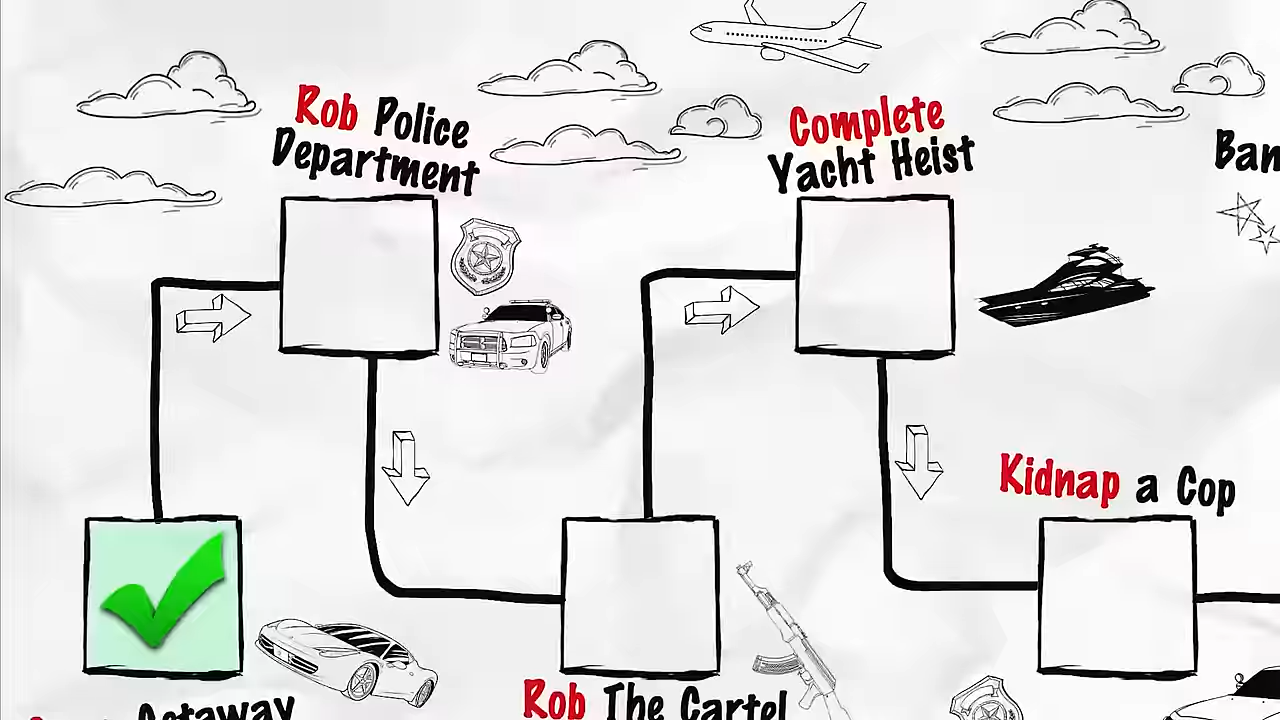 Rob Police
Department
Complete
Yacht Heist
Kidnap a Cop
Getaway
Rob The Cartel